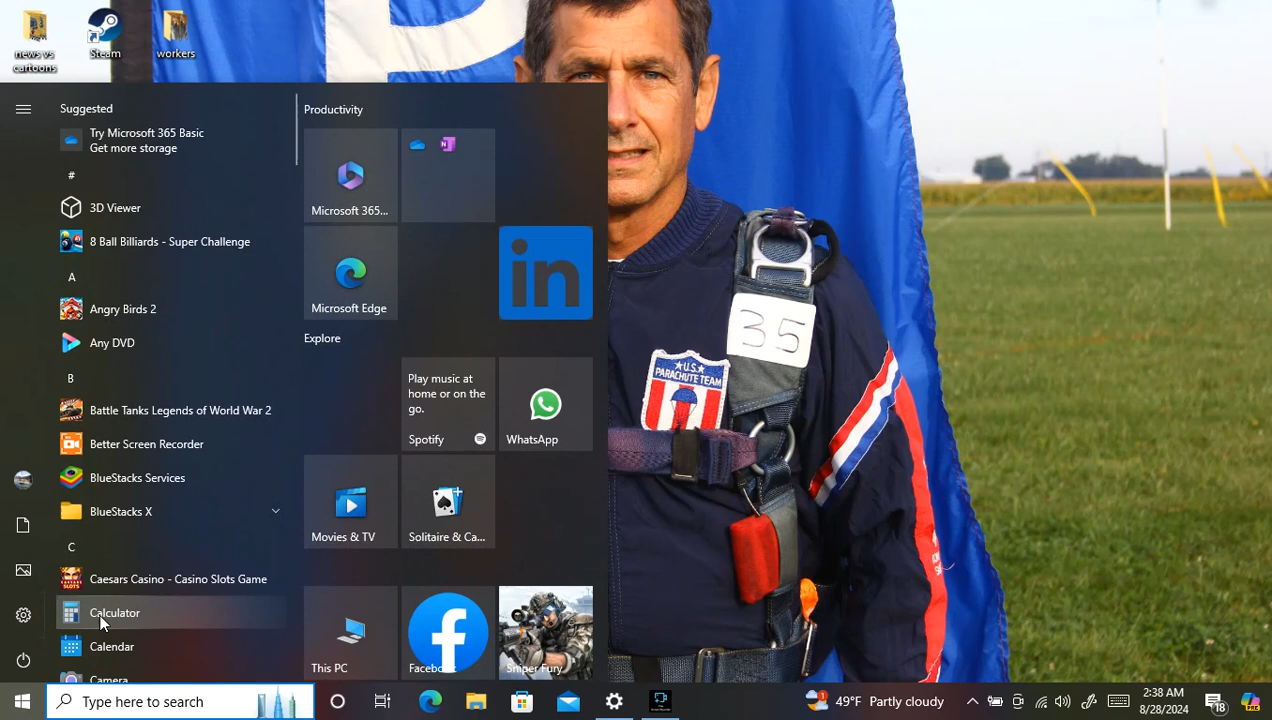 news vs
cartoons
Steam
workers
Suggested
Try Microsoft 365 Basic
Get more storage
#
3D Viewer
8 Ball Billiards - Super Challenge
A
Angry Birds 2
Any DVD
B
Battle Tanks Legends of World War 2
Better Screen Recorder
BlueStacks Services
BlueStacks X
C
Caesars Casino - Casino Slots Game
Calculator
Calendar
Camera
Productivity
Microsoft 365...
Microsoft Edge
in
Explore
Play music at
home or on the
go.
Spotify
WhatsApp
Movies & TV
Solitaire & Ca...
This PC
Facebook
Sniper Fury
35
U.S.
PARACHUTE TEAM
Type here to search
49°F Partly cloudy
2:38 AM
8/28/2024
18